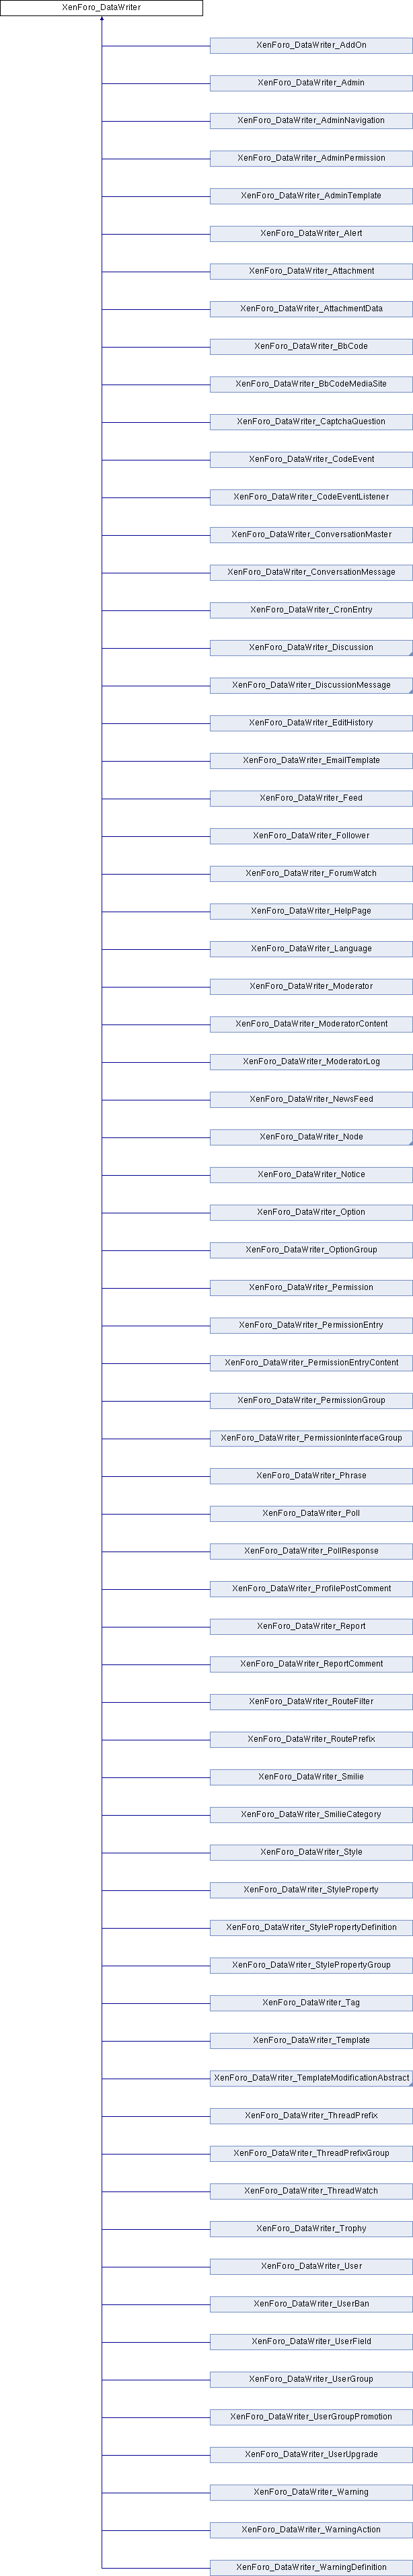 XenForo_DataWriter
XenForo_DataWriter_AddOn
XenForo_DataWriter_Admin
XenForo_DataWriter_AdminNavigation
XenForo_DataWriter_AdminPermission
XenForo_DataWriter_AdminTemplate
XenForo_DataWriter_Alert
XenForo_DataWriter_Attachment
XenForo_DataWriter_AttachmentData
XenForo_DataWriter_BbCode
XenForo_DataWriter_BbCodeMediaSite
XenForo_DataWriter_CaptchaQuestion
XenForo_DataWriter_CodeEvent
XenForo_DataWriter_CodeEventListener
XenForo_DataWriter_ConversationMaster
XenForo_DataWriter_ConversationMessage
XenForo_DataWriter_CronEntry
XenForo_DataWriter_Discussion
XenForo_DataWriter_DiscussionMessage
XenForo_DataWriter_EditHistory
XenForo_DataWriter_EmailTemplate
XenForo_DataWriter_Feed
XenForo_DataWriter_Follower
XenForo_DataWriter_ForumWatch
XenForo_DataWriter_HelpPage
XenForo_DataWriter_Language
XenForo_DataWriter_Moderator
XenForo_DataWriter_ModeratorContent
XenForo_DataWriter_ModeratorLog
XenForo_DataWriter_NewsFeed
XenForo_DataWriter_Node
XenForo_DataWriter_Notice
XenForo_DataWriter_Option
XenForo_DataWriter_OptionGroup
XenForo_DataWriter_Permission
XenForo_DataWriter_PermissionEntry
XenForo_DataWriter_PermissionEntryContent
XenForo_DataWriter_PermissionGroup
XenForo_DataWriter_PermissionInterfaceGroup
XenForo_DataWriter_Phrase
XenForo_DataWriter_Poll
XenForo_DataWriter_PollResponse
XenForo_DataWriter_ProfilePostComment
XenForo_DataWriter_Report
XenForo_DataWriter_ReportComment
XenForo_DataWriter_RouteFilter
XenForo_DataWriter_RoutePrefix
XenForo_DataWriter_Smilie
XenForo_DataWriter_SmilieCategory
XenForo_DataWriter_Style
XenForo_DataWriter_StyleProperty
XenForo_DataWriter_StylePropertyDefinition
XenForo_DataWriter_StylePropertyGroup
XenForo_DataWriter_Tag
XenForo_DataWriter_Template
XenForo_DataWriter_TemplateModificationAbstract
XenForo_DataWriter_ThreadPrefix
XenForo_DataWriter_ThreadPrefixGroup
XenForo_DataWriter_ThreadWatch
XenForo_DataWriter_Trophy
XenForo_DataWriter_User
XenForo_DataWriter_UserBan
XenForo_DataWriter_UserField
XenForo_DataWriter_UserGroup
XenForo_DataWriter_UserGroupPromotion
XenForo_DataWriter_UserUpgrade
XenForo_DataWriter_Warning
XenForo_DataWriter_WarningAction
XenForo_DataWriter_WarningDefinition